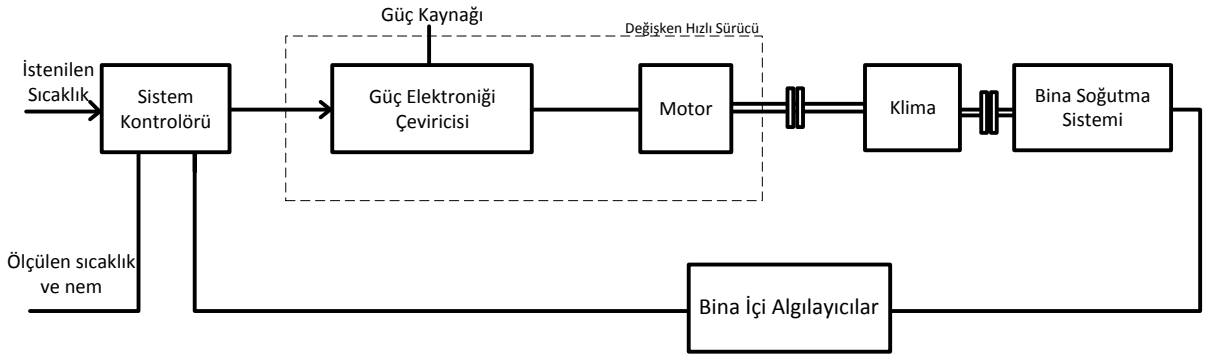 Güç Kaynağı
Değişken Hızlı Sürücü
İstenilen
Sıcaklık
Sistem
Kontrolörü
Güç Elektroniği
Çeviricisi
Motor
Klima
Bina Soğutma
Sistemi
Ölçülen sıcaklık
ve nem
Bina İçi Algılayıcılar